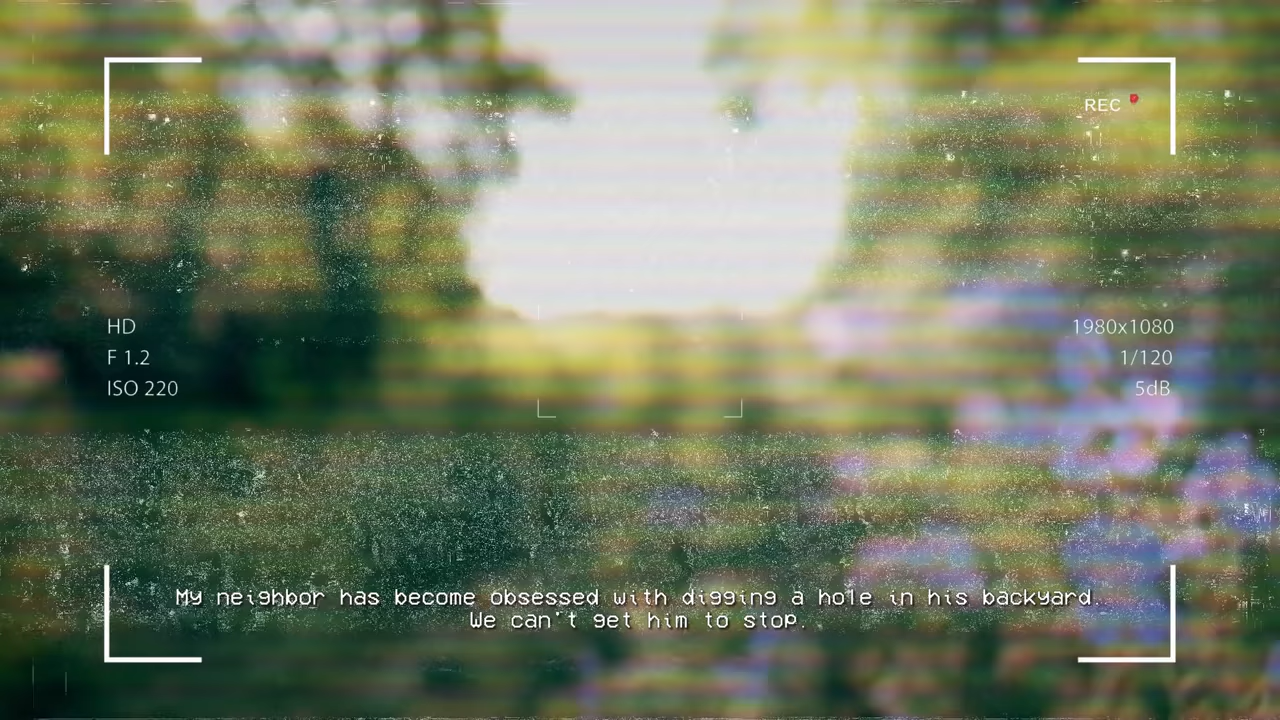 REC
HD
F 1.2
ISO 220
1980x1080
1/120
5dB
My neighbor has become obsessed with digging a hole in his backyard.
We can't get him to stop.